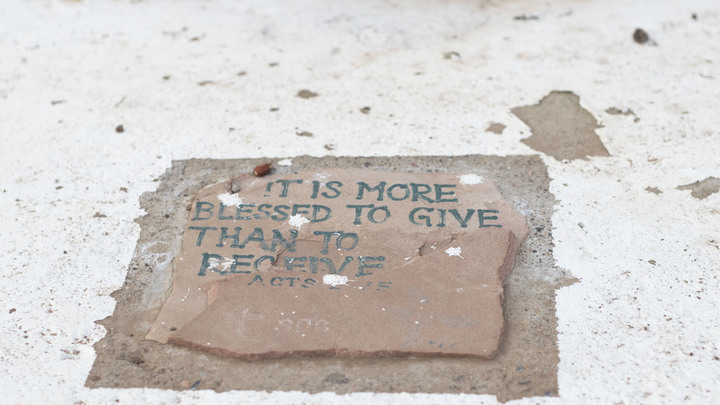 IT IS MORE
BLESSED TO GIVE
THAN TO
RECEIVE
ACTS